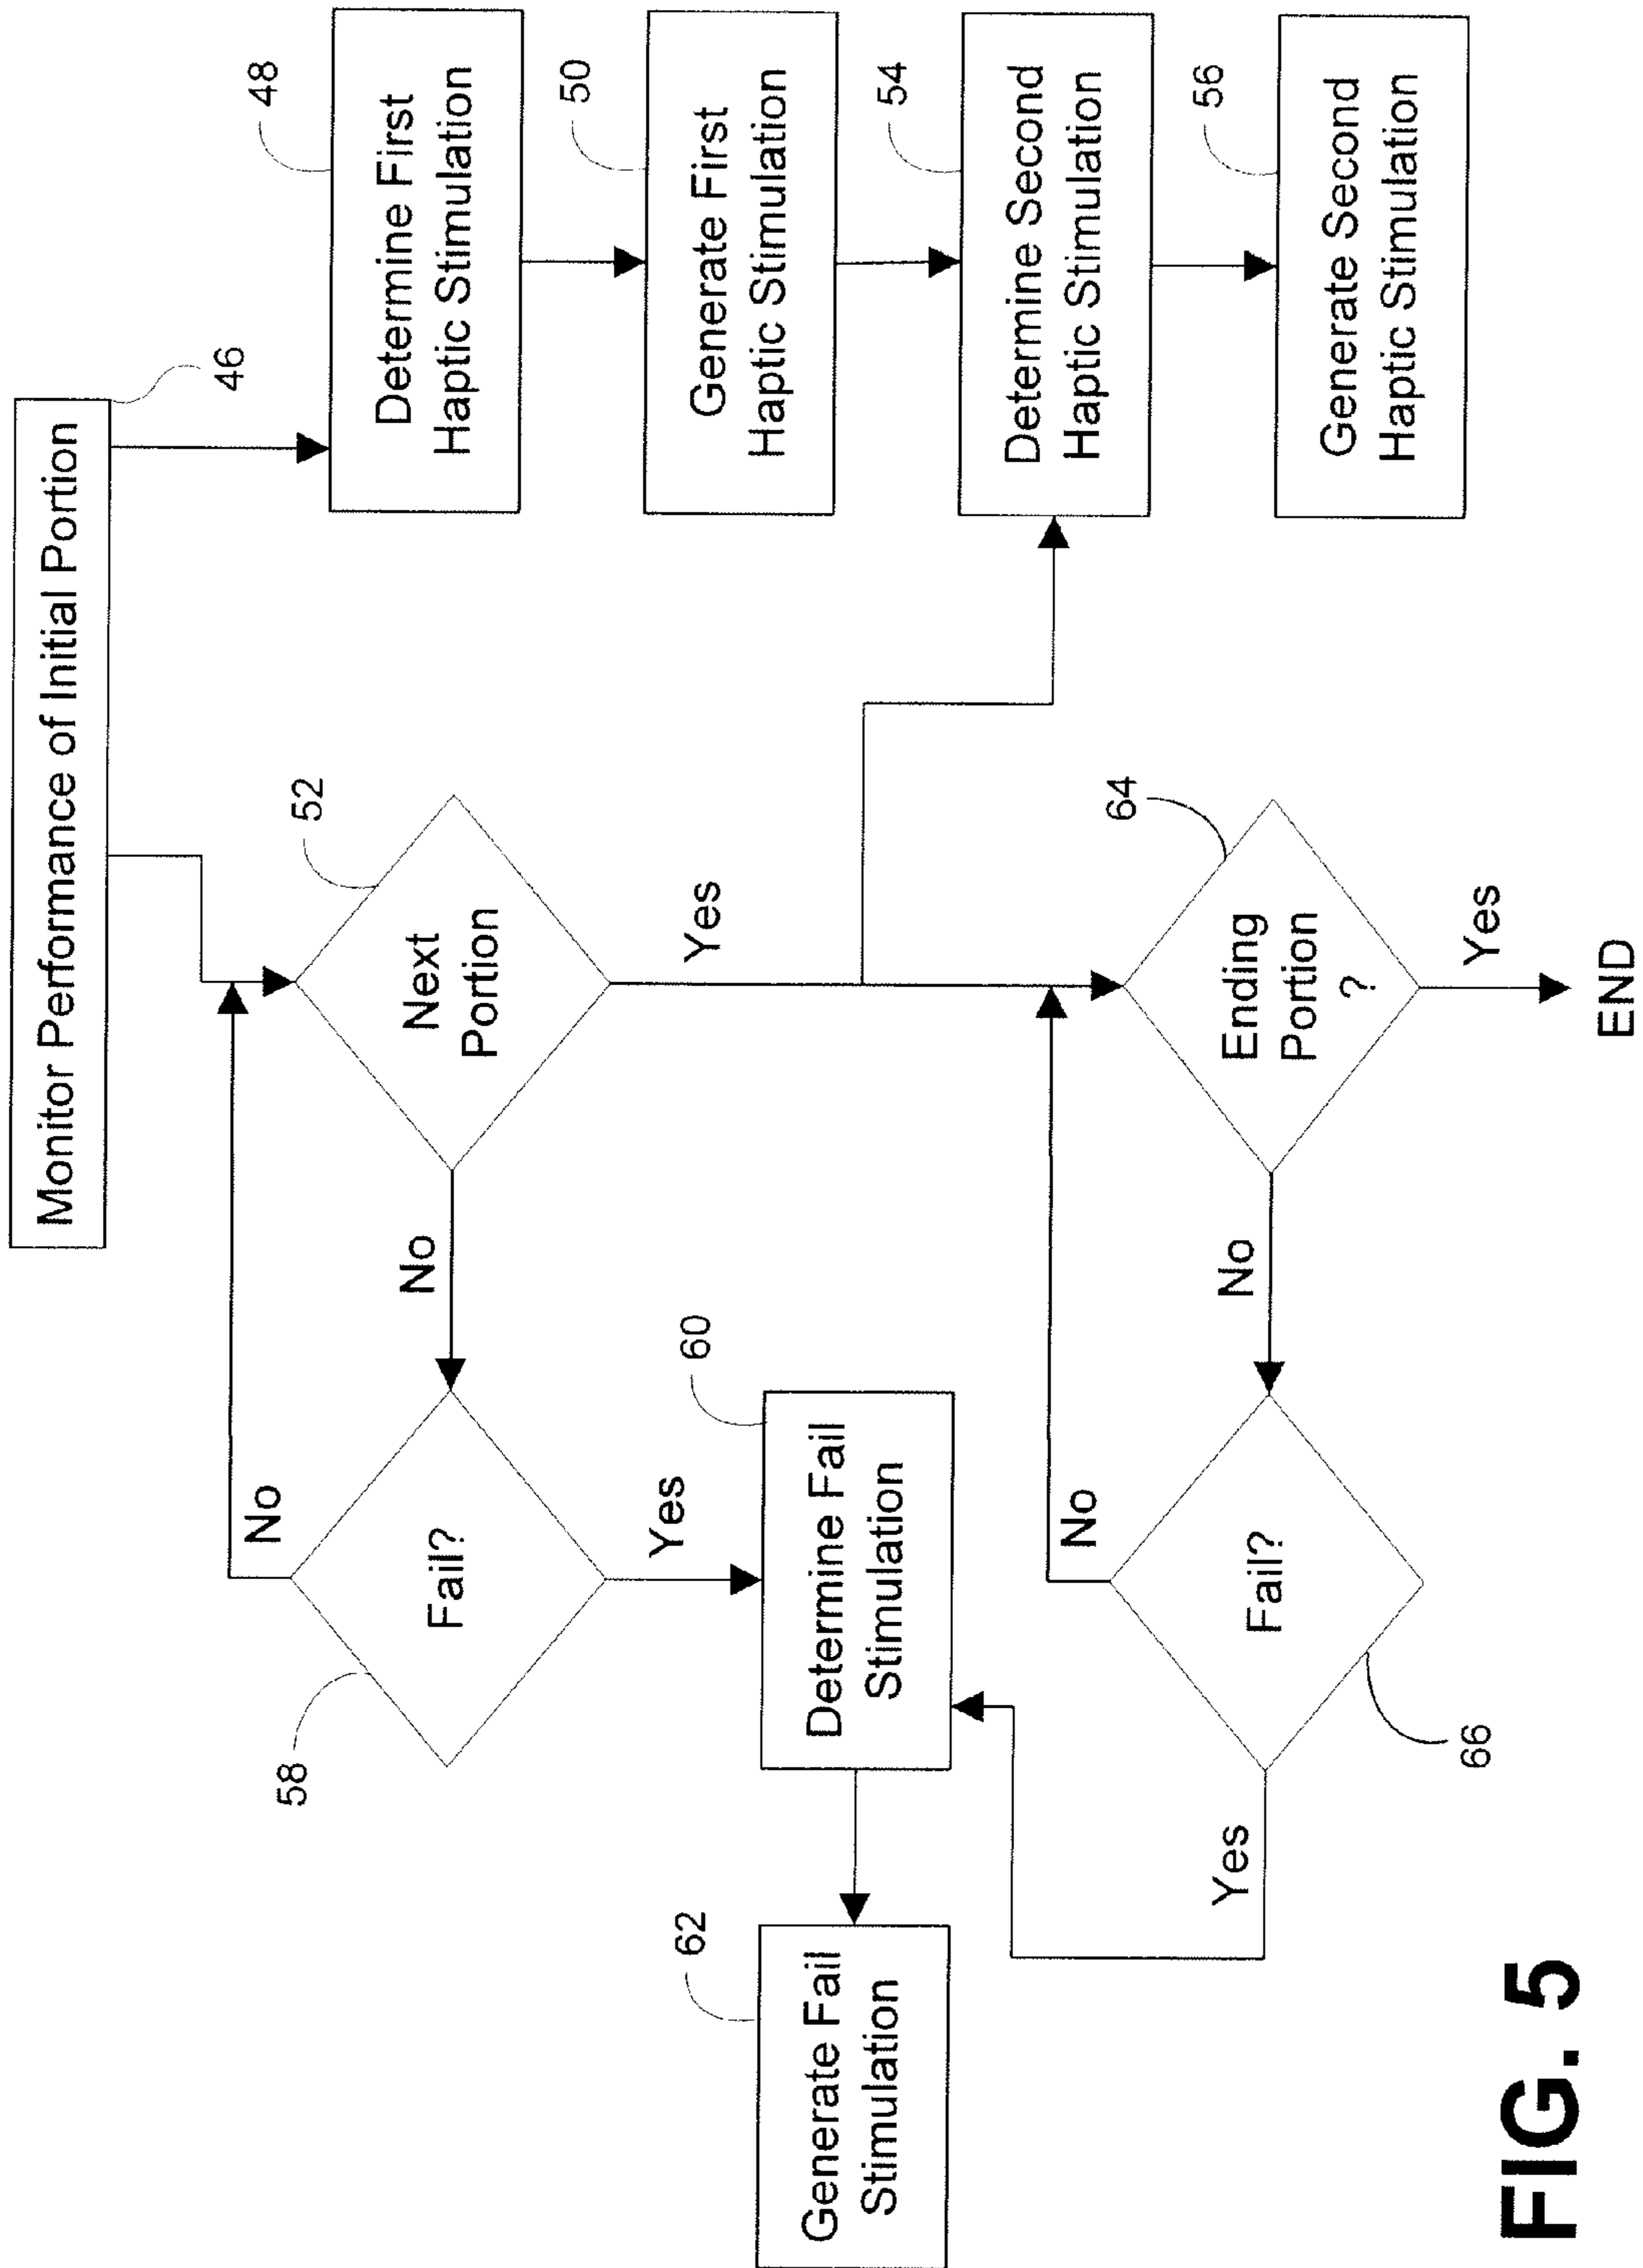 Monitor Performance of Initial Portion
46
48
Determine First
Haptic Stimulation
50
Generate First
Haptic Stimulation
54
Determine Second
Haptic Stimulation
56
Generate Second
Haptic Stimulation
52
Next
Portion
Yes
No
58
Fail?
No
Yes
60
Determine Fail
Stimulation
62
Generate Fail
Stimulation
64
Ending
Portion
?
Yes
END
No
66
Fail?
No
Yes
FIG. 5